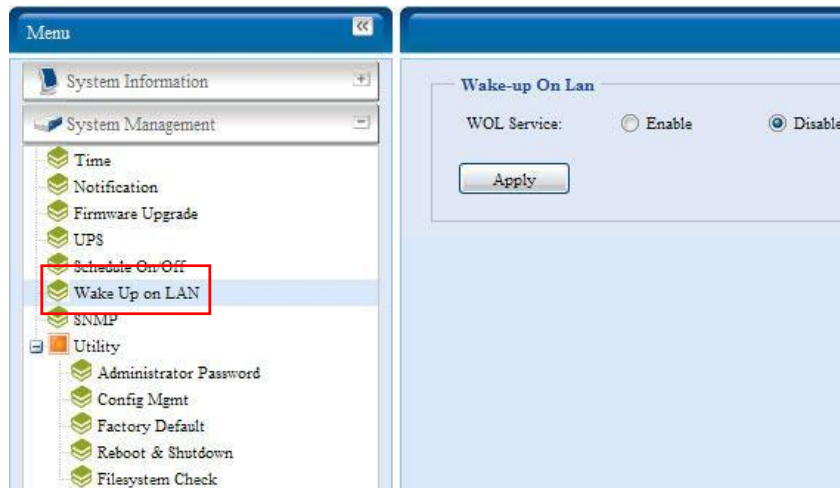 Menu
System Information
System Management
Time
Notification
Firmware Upgrade
UPS
Schedule On/Off
Wake Up on LAN
SNMP
Utility
Administrator Password
Config Mgmt
Factory Default
Reboot & Shutdown
Filesystem Check
Wake-up On Lan
WOL Service: Enable Disable
Apply